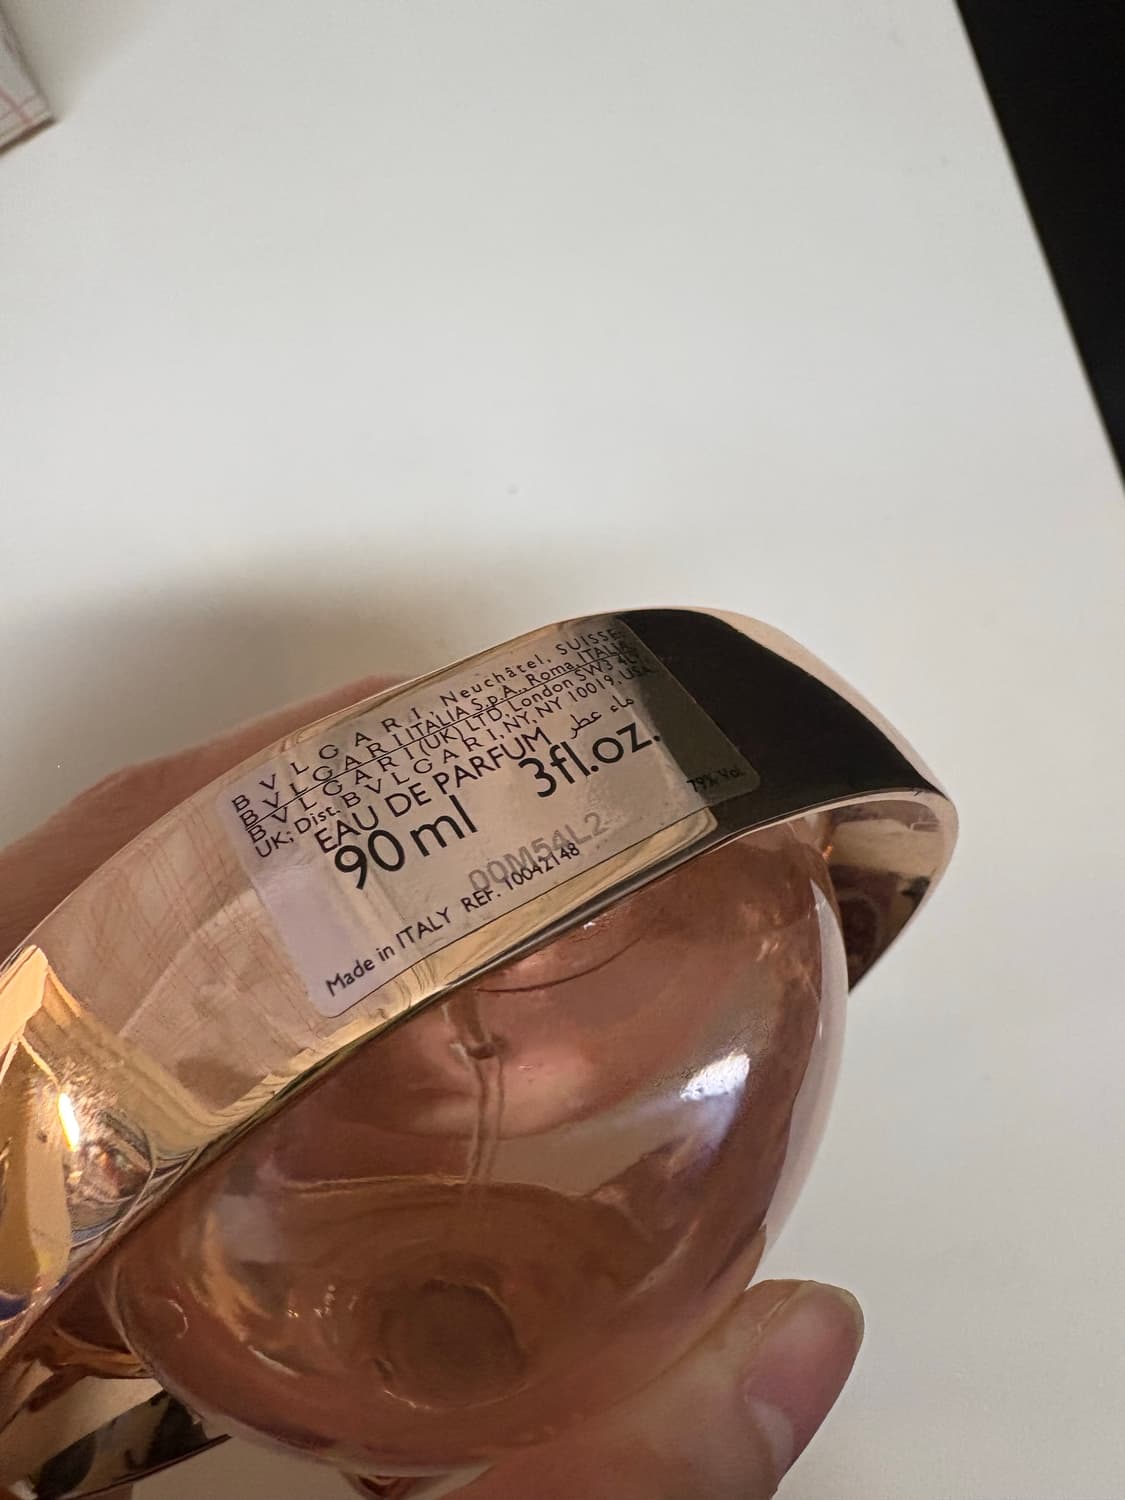 BVLGARI, Neuchâtel, SUISSE-
BVLGARI ITALIA S.p.A., Roma, ITALIA-
BVLGARI (UK) LTD, London SW3 4LY
UK; Dist. BVLGARI, NY, NY 10019, USA
EAU DE PARFUM ماء عطر
90 ml 3fl.oz.
79% Vol.
00M54L2
Made in ITALY REF. 10042148